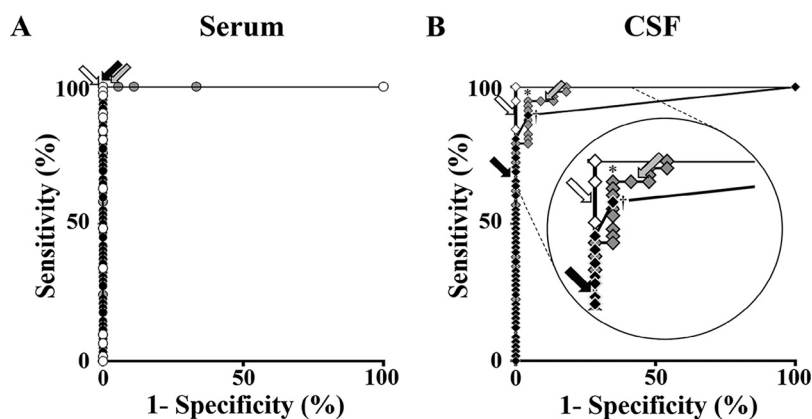 A Serum
B CSF
Sensitivity (%)
100
50
0
0 50 100
1- Specificity (%)
Sensitivity (%)
100
50
0
*
†
*
†
0 50 100
1- Specificity (%)